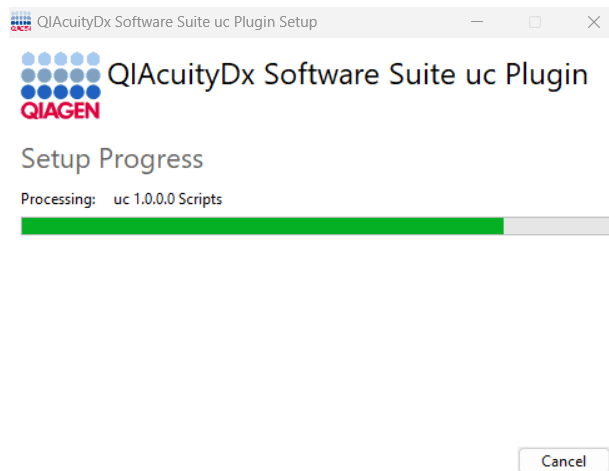 QIAcuityDx Software Suite uc Plugin Setup
QIAcuityDx Software Suite uc Plugin
QIAGEN
Setup Progress
Processing: uc 1.0.0.0 Scripts
Cancel